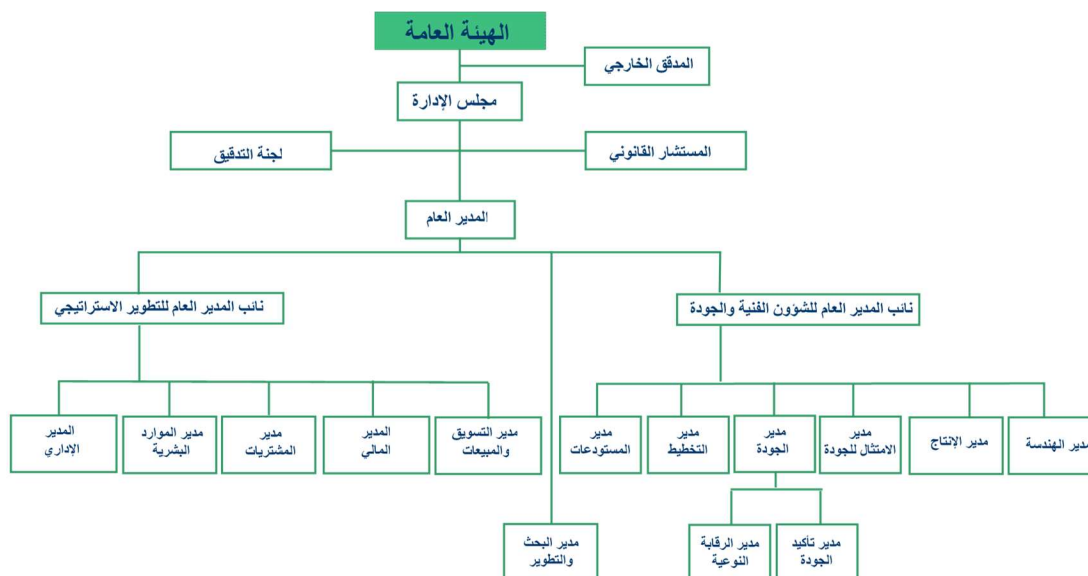 الهيئة العامة
المدقق الخارجي
مجلس الإدارة
المستشار القانوني
لجنة التدقيق
المدير العام
نائب المدير العام للشؤون الفنية والجودة
نائب المدير العام للتطوير الاستراتيجي
مدير الهندسة
مدير الإنتاج
مدير
الامتثال للجودة
مدير
الجودة
مدير
التخطيط
مدير
المستودعات
مدير التسويق
والمبيعات
المدير
المالي
مدير
المشتريات
مدير الموارد
البشرية
المدير
الإداري
مدير تأكيد
الجودة
مدير الرقابة
النوعية
مدير البحث
والتطوير